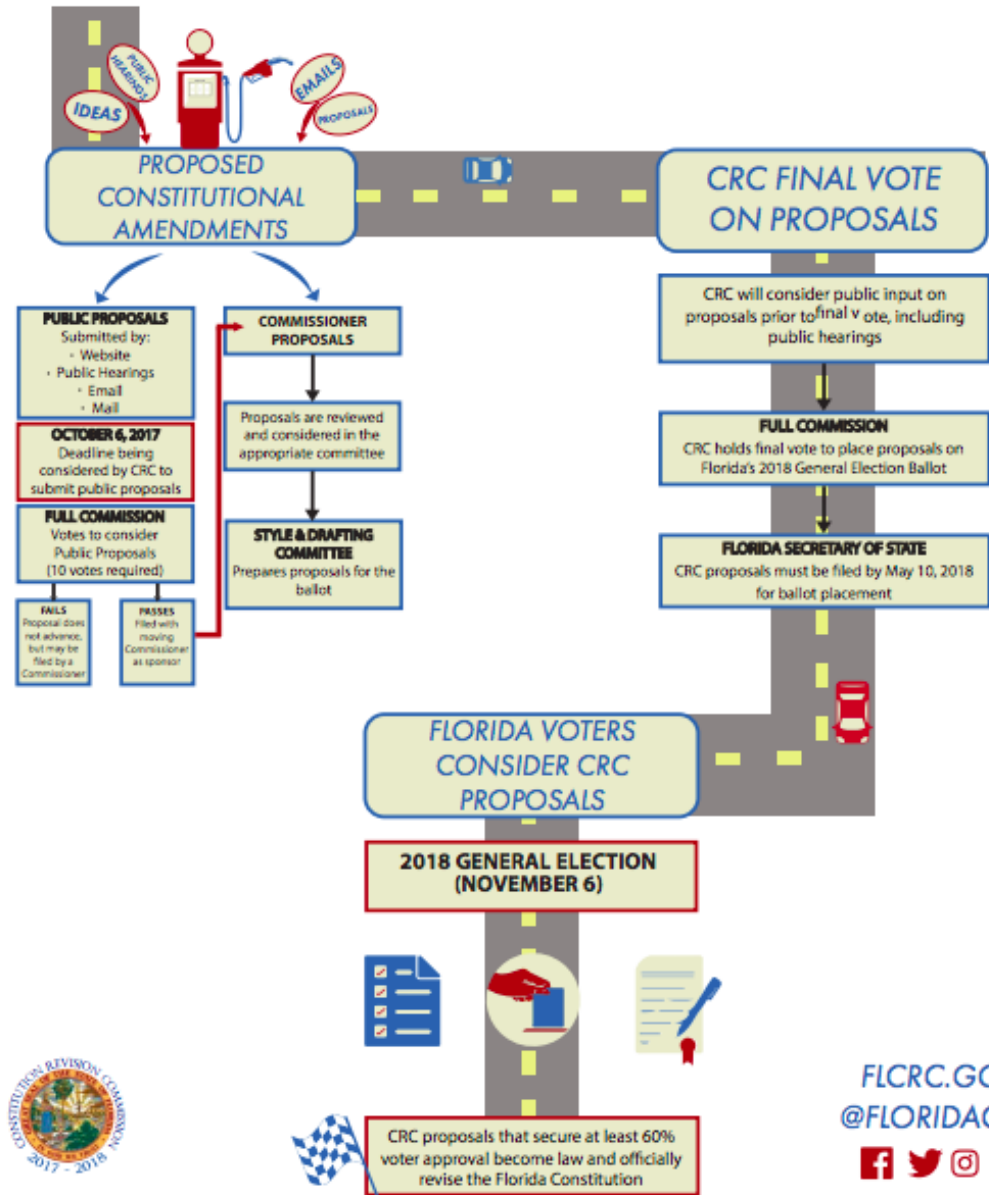 PUBLIC
HEARINGS
IDEAS
EMAILS
PROPOSALS
PROPOSED
CONSTITUTIONAL
AMENDMENTS
PUBLIC PROPOSALS
Submitted by:
· Website
· Public Hearings
· Email
· Mail
OCTOBER 6, 2017
Deadline being
considered by CRC to
submit public proposals
FULL COMMISSION
Votes to consider
Public Proposals
(10 votes required)
FAILS
Proposal does
not advance,
but may be
filed by a
Commissioner
PASSES
Filed with
moving
Commissioner
as sponsor
COMMISSIONER
PROPOSALS
Proposals are reviewed
and considered in the
appropriate committee
STYLE & DRAFTING
COMMITTEE
Prepares proposals for the
ballot
CRC FINAL VOTE
ON PROPOSALS
CRC will consider public input on
proposals prior to final v ote, including
public hearings
FULL COMMISSION
CRC holds final vote to place proposals on
Florida's 2018 General Election Ballot
FLORIDA SECRETARY OF STATE
CRC proposals must be filed by May 10, 2018
for ballot placement
FLORIDA VOTERS
CONSIDER CRC
PROPOSALS
2018 GENERAL ELECTION
(NOVEMBER 6)
CRC proposals that secure at least 60%
voter approval become law and officially
revise the Florida Constitution
CONSTITUTION REVISION COMMISSION
2017 - 2018
FLCRC.GO
@FLORIDAC